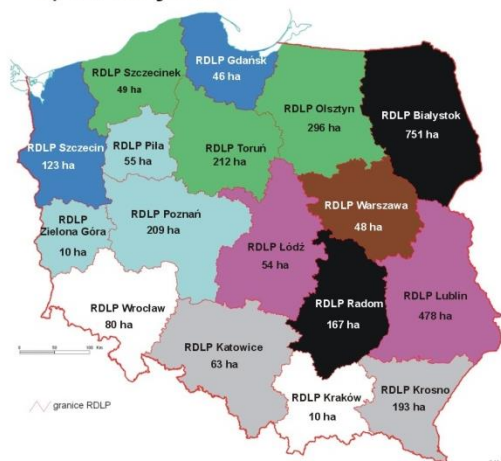 RDLP Gdańsk
46 ha
RDLP Szczecinek
49 ha
RDLP Olsztyn
296 ha
RDLP Białystok
751 ha
RDLP Szczecin
123 ha
RDLP Piła
55 ha
RDLP Toruń
212 ha
RDLP Warszawa
48 ha
RDLP
Zielona Góra
10 ha
RDLP Poznań
209 ha
RDLP Łódź
54 ha
RDLP Lublin
478 ha
RDLP Radom
167 ha
RDLP Wrocław
80 ha
RDLP Katowice
63 ha
RDLP Kraków
10 ha
RDLP Krosno
193 ha
granice RDLP